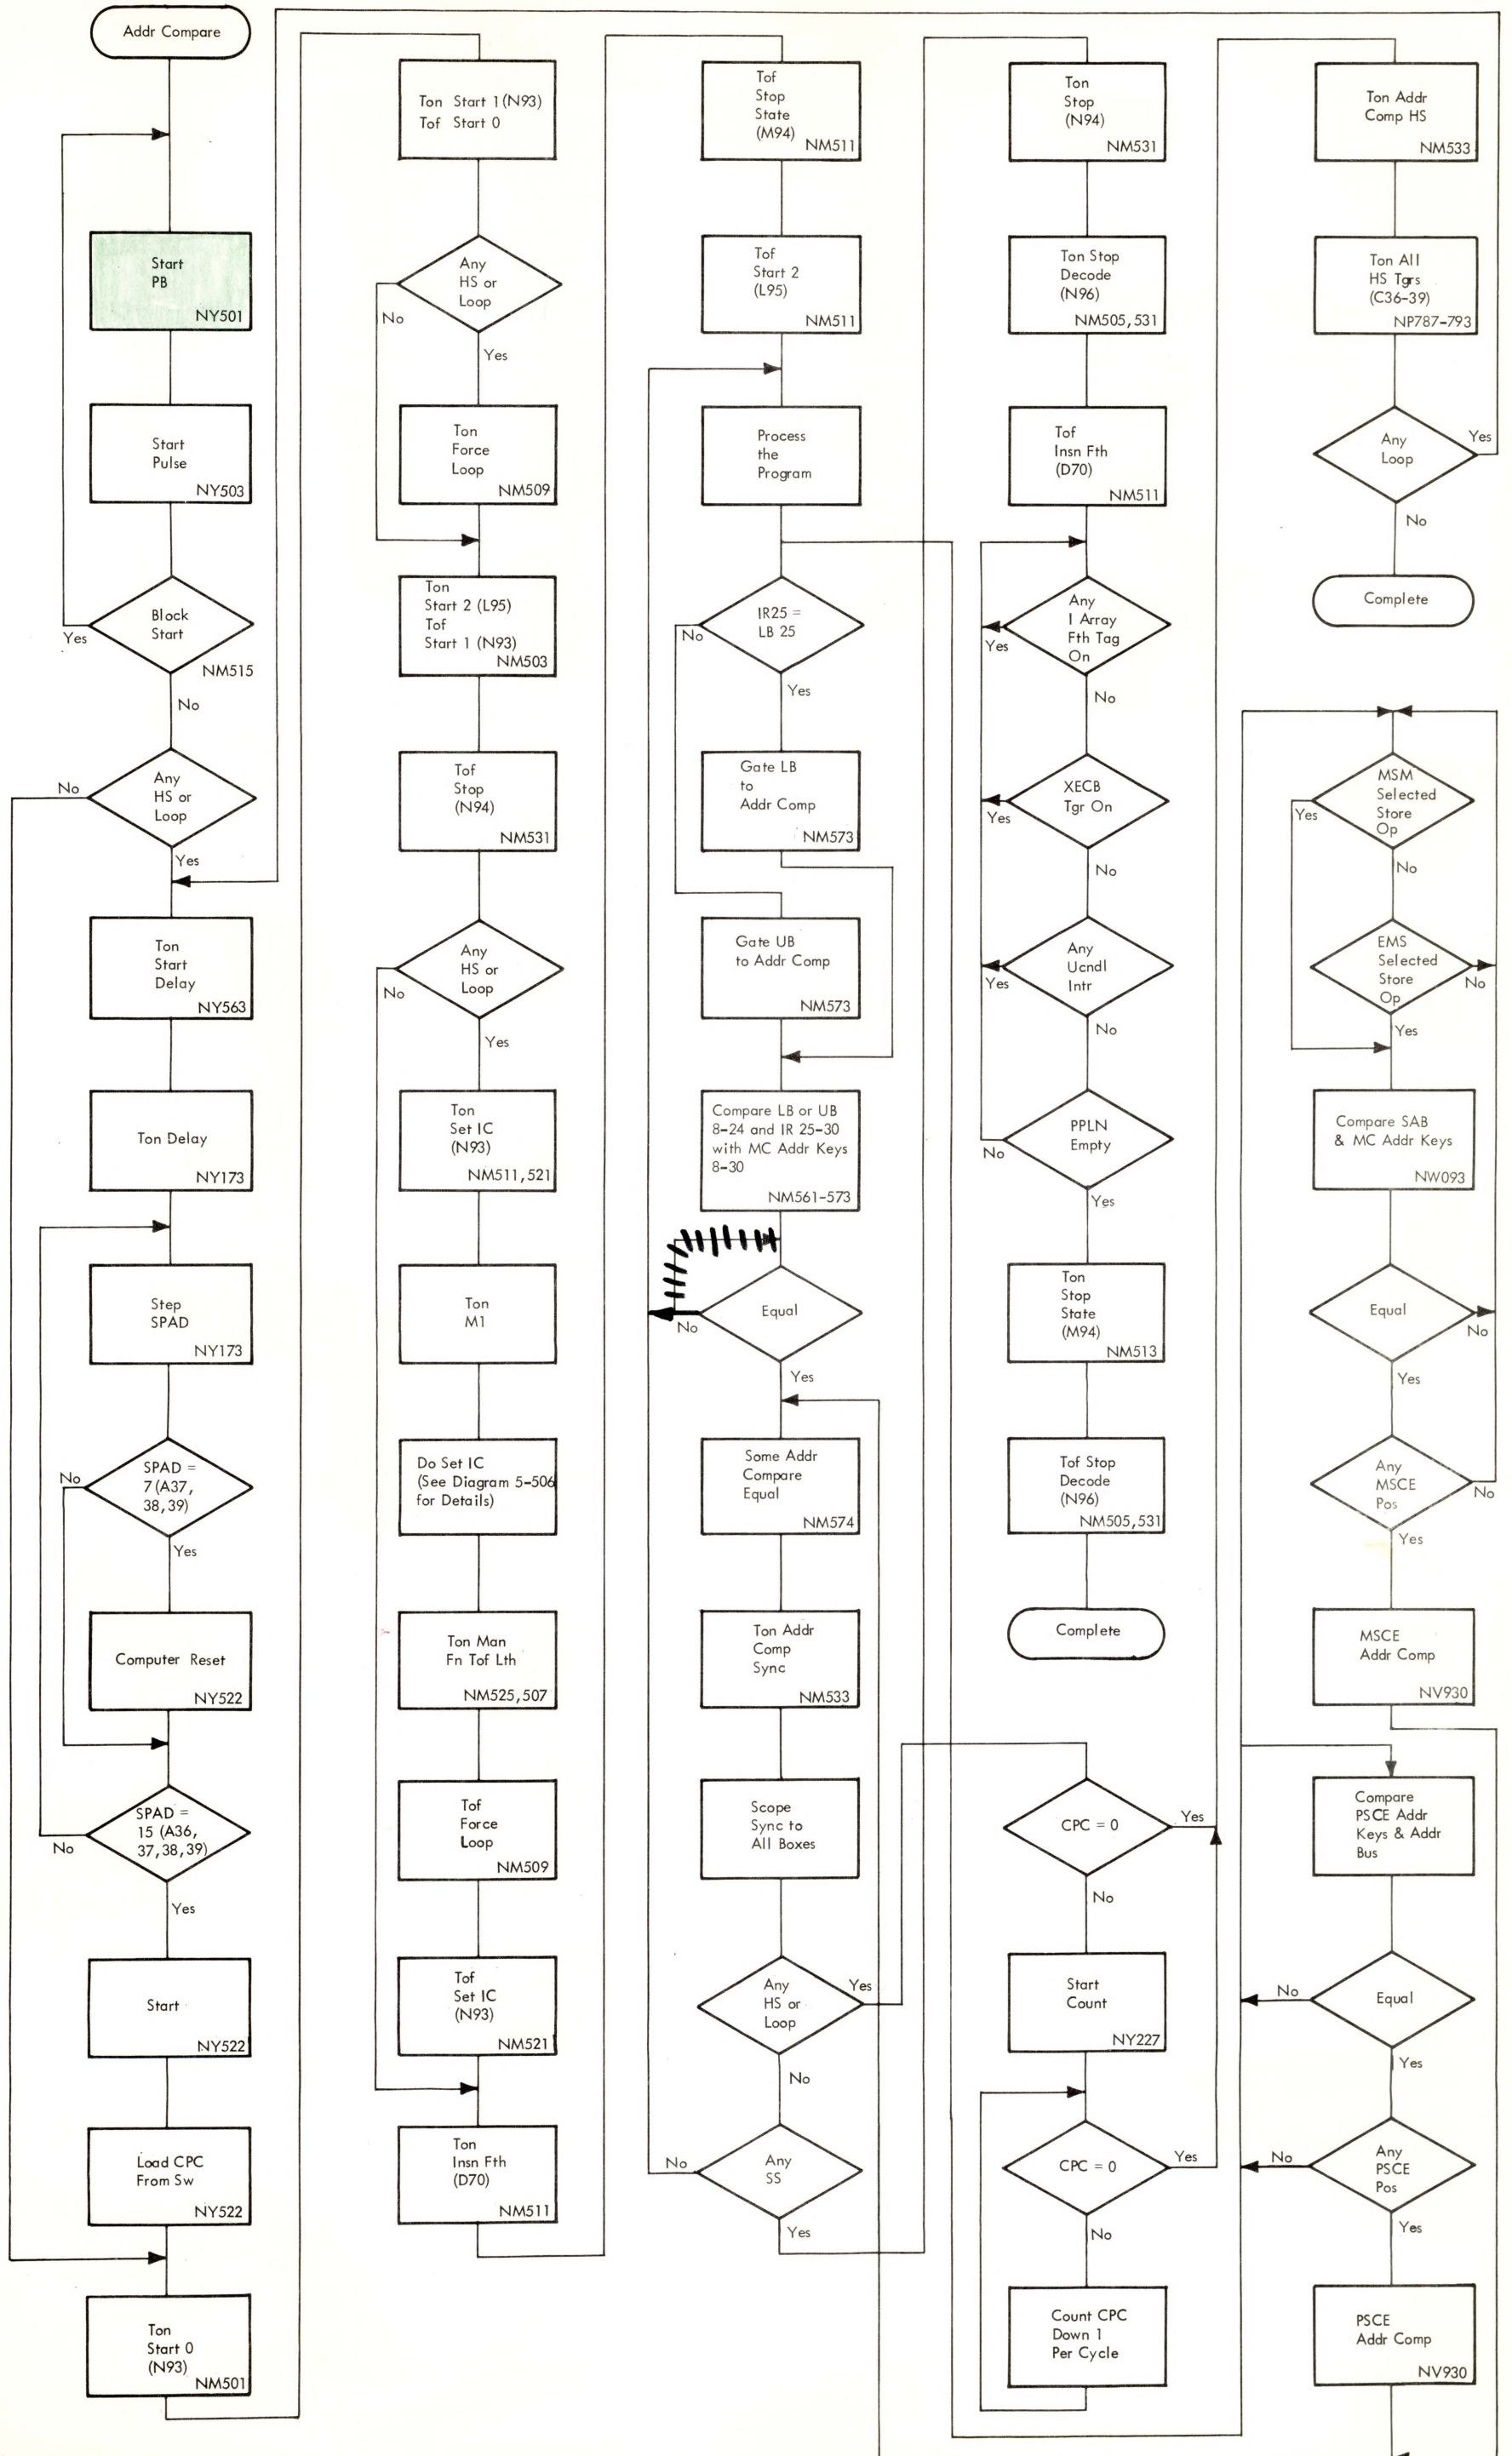 Addr Compare
Start
PB
NY501
Start
Pulse
NY503
Block
Start
Yes
NM515
No
Any
HS or
Loop
No
Yes
Ton
Start
Delay
NY563
Ton Delay
NY173
Step
SPAD
NY173
SPAD =
7 (A37,
38,39)
No
Yes
Computer Reset
NY522
SPAD =
15 (A36,
37,38,39)
No
Yes
Start
NY522
Load CPC
From Sw
NY522
Ton
Start 0
(N93)
NM501
Ton Start 1 (N93)
Tof Start 0
Any
HS or
Loop
No
Yes
Ton
Force
Loop
NM509
Ton
Start 2 (L95)
Tof
Start 1 (N93)
NM503
Tof
Stop
(N94)
NM531
Any
HS or
Loop
No
Yes
Ton
Set IC
(N93)
NM511,521
Ton
M1
Do Set IC
(See Diagram 5-506
for Details)
Ton Man
Fn Tof Lth
NM525,507
Tof
Force
Loop
NM509
Tof
Set IC
(N93)
NM521
Ton
Insn Fth
(D70)
NM511
Tof
Stop
State
(M94)
NM511
Tof
Start 2
(L95)
NM511
Process
the
Program
IR25 =
LB 25
No
Yes
Gate LB
to
Addr Comp
NM573
Gate UB
to Addr Comp
NM573
Compare LB or UB
8-24 and IR 25-30
with MC Addr Keys
8-30
NM561-573
Equal
No
Yes
Some Addr
Compare
Equal
NM574
Ton Addr
Comp
Sync
NM533
Scope
Sync to
All Boxes
Any
HS or
Loop
Yes
No
Any
SS
No
Yes
Ton
Stop
(N94)
NM531
Ton Stop
Decode
(N96)
NM505,531
Tof
Insn Fth
(D70)
NM511
Any
I Array
Fth Tag
On
Yes
No
XECB
Tgr On
Yes
No
Any
Ucndl
Intr
Yes
No
PPLN
Empty
No
Yes
Ton
Stop
State
(M94)
NM513
Tof Stop
Decode
(N96)
NM505,531
Complete
CPC = 0
Yes
No
Start
Count
NY227
CPC = 0
Yes
No
Count CPC
Down 1
Per Cycle
Ton Addr
Comp HS
NM533
Ton All
HS Tgrs
(C36-39)
NP787-793
Any
Loop
Yes
No
Complete
MSM
Selected
Store
Op
Yes
No
EMS
Selected
Store
Op
No
Yes
Compare SAB
& MC Addr Keys
NW093
Equal
No
Yes
Any
MSCE
Pos
No
Yes
MSCE
Addr Comp
NV930
Compare
PSCE Addr
Keys & Addr
Bus
Equal
No
Yes
Any
PSCE
Pos
No
Yes
PSCE
Addr Comp
NV930